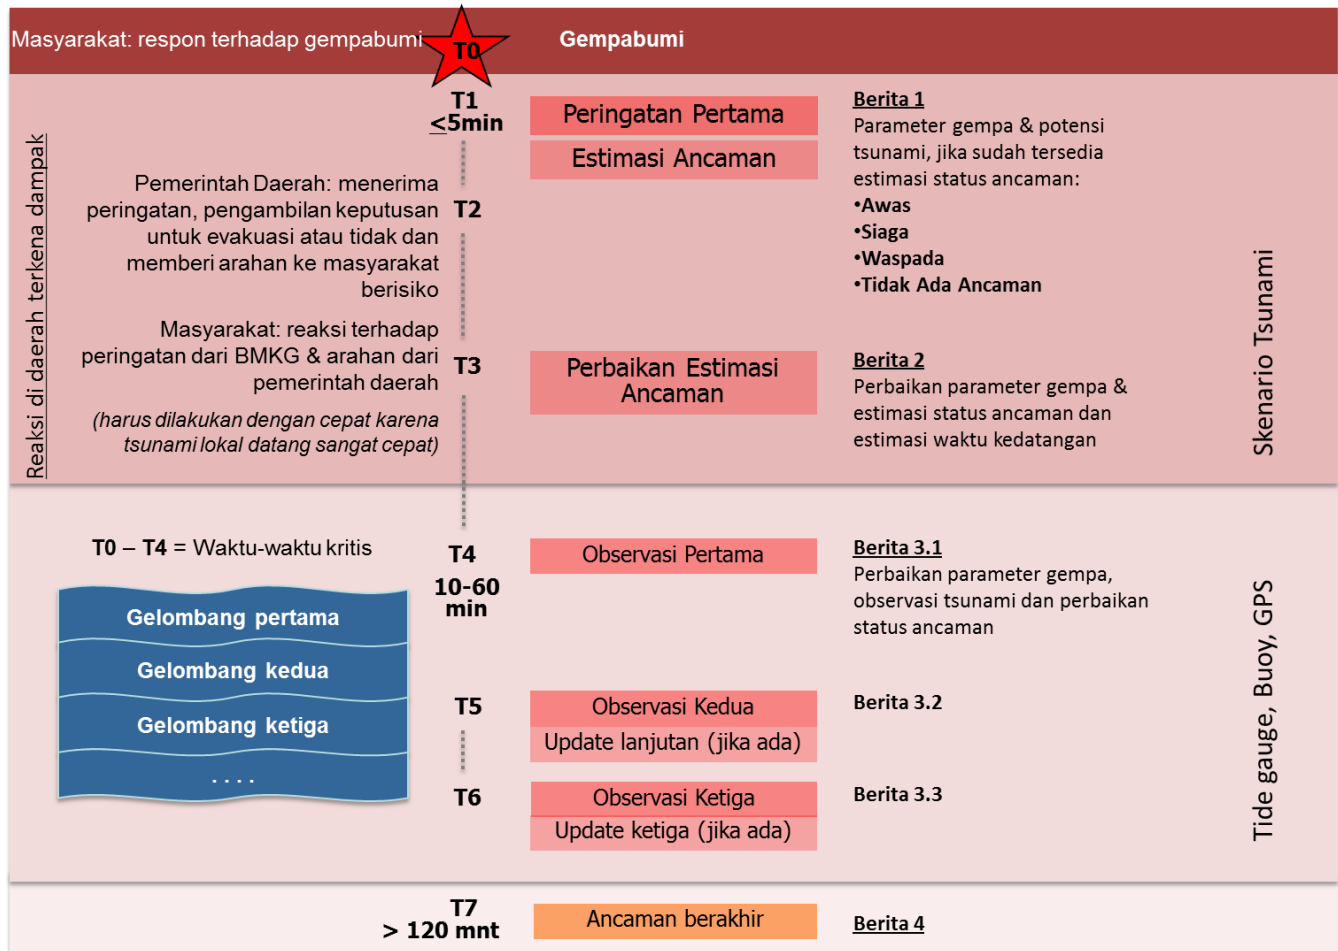 Masyarakat: respon terhadap gempabumi
T0
Gempabumi
Reaksi di daerah terkena dampak
T1
<5min
Peringatan Pertama
Estimasi Ancaman
Berita 1
Parameter gempa & potensi
tsunami, jika sudah tersedia
estimasi status ancaman:
•Awas
•Siaga
•Waspada
•Tidak Ada Ancaman
Pemerintah Daerah: menerima
peringatan, pengambilan keputusan
untuk evakuasi atau tidak dan
memberi arahan ke masyarakat
berisiko
T2
Masyarakat: reaksi terhadap
peringatan dari BMKG & arahan dari
pemerintah daerah
(harus dilakukan dengan cepat karena
tsunami lokal datang sangat cepat)
T3
Perbaikan Estimasi
Ancaman
Berita 2
Perbaikan parameter gempa &
estimasi status ancaman dan
estimasi waktu kedatangan
Skenario Tsunami
T0 – T4 = Waktu-waktu kritis
T4
10-60
min
Observasi Pertama
Berita 3.1
Perbaikan parameter gempa,
observasi tsunami dan perbaikan
status ancaman
Gelombang pertama
Gelombang kedua
Gelombang ketiga
. . . .
T5
Observasi Kedua
Update lanjutan (jika ada)
Berita 3.2
T6
Observasi Ketiga
Update ketiga (jika ada)
Berita 3.3
Tide gauge, Buoy, GPS
T7
> 120 mnt
Ancaman berakhir
Berita 4